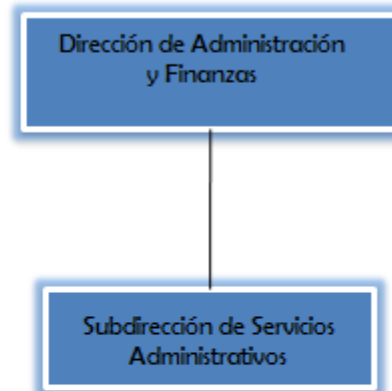 Dirección de Administración
y Finanzas
Subdirección de Servicios
Administrativos